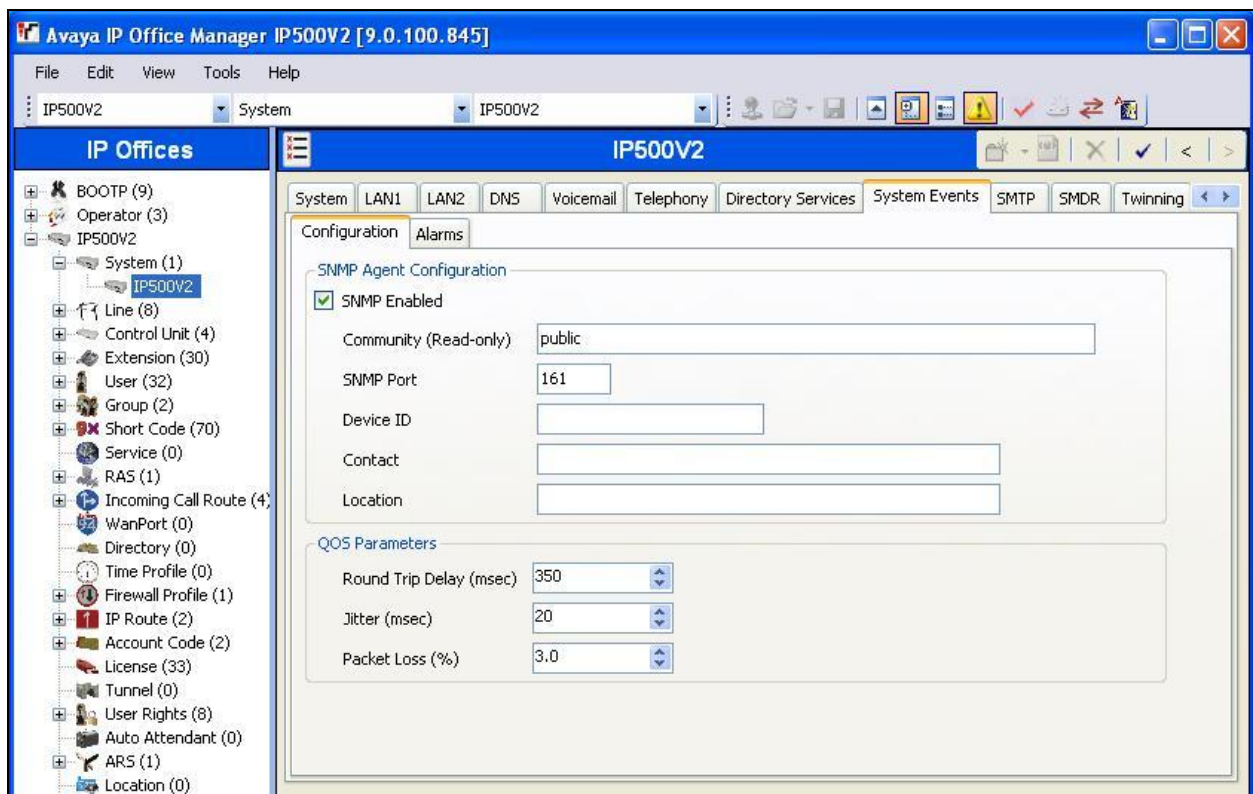 Avaya IP Office Manager IP500V2 [9.0.100.845]
File Edit View Tools Help
IP500V2 System IP500V2
IP Offices
BOOTP (9)
Operator (3)
IP500V2
System (1)
IP500V2
Line (8)
Control Unit (4)
Extension (30)
User (32)
Group (2)
Short Code (70)
Service (0)
RAS (1)
Incoming Call Route (4)
WanPort (0)
Directory (0)
Time Profile (0)
Firewall Profile (1)
IP Route (2)
Account Code (2)
License (33)
Tunnel (0)
User Rights (8)
Auto Attendant (0)
ARS (1)
Location (0)
IP500V2
System LAN1 LAN2 DNS Voicemail Telephony Directory Services System Events SMTP SMDR Twinning
Configuration Alarms
SNMP Agent Configuration
SNMP Enabled
Community (Read-only) public
SNMP Port 161
Device ID
Contact
Location
QOS Parameters
Round Trip Delay (msec) 350
Jitter (msec) 20
Packet Loss (%) 3.0